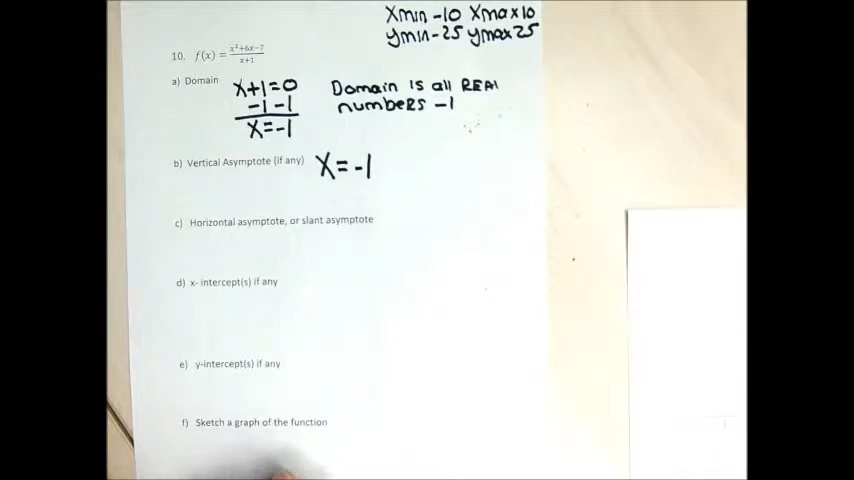 Xmin -10 Xmax 10
ymin -25 ymax 25
10. f(x) = x²+6x-7 / x+1
a) Domain
x+1=0
-1 -1
x=-1
Domain is all REAl
numbers -1
b) Vertical Asymptote (if any)
X=-1
c) Horizontal asymptote, or slant asymptote
d) x- intercept(s) if any
e) y-intercept(s) if any
f) Sketch a graph of the function